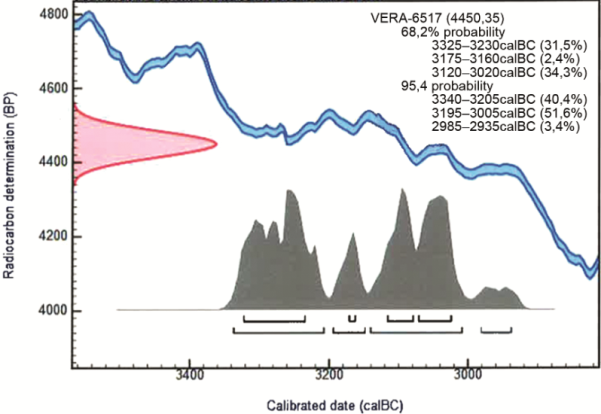 VERA-6517 (4450,35)
68,2% probability
3325–3230calBC (31,5%)
3175–3160calBC (2,4%)
3120–3020calBC (34,3%)
95,4 probability
3340–3205calBC (40,4%)
3195–3005calBC (51,6%)
2985–2935calBC (3,4%)
Radiocarbon determination (BP)
4800
4600
4400
4200
4000
3400
3200
3000
Calibrated date (calBC)